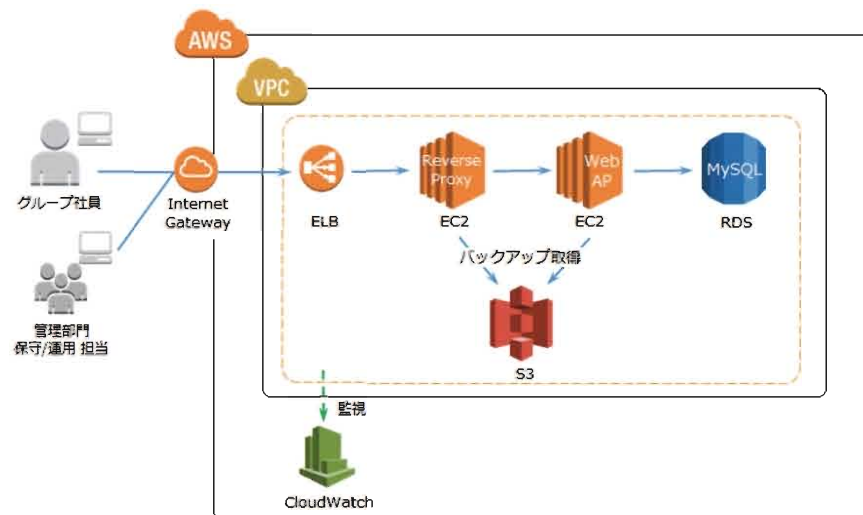 AWS
VPC
グループ社員
Internet
Gateway
ELB
Reverse
Proxy
EC2
Web
AP
EC2
MySQL
RDS
バックアップ取得
管理部門
保守/運用 担当
S3
監視
CloudWatch